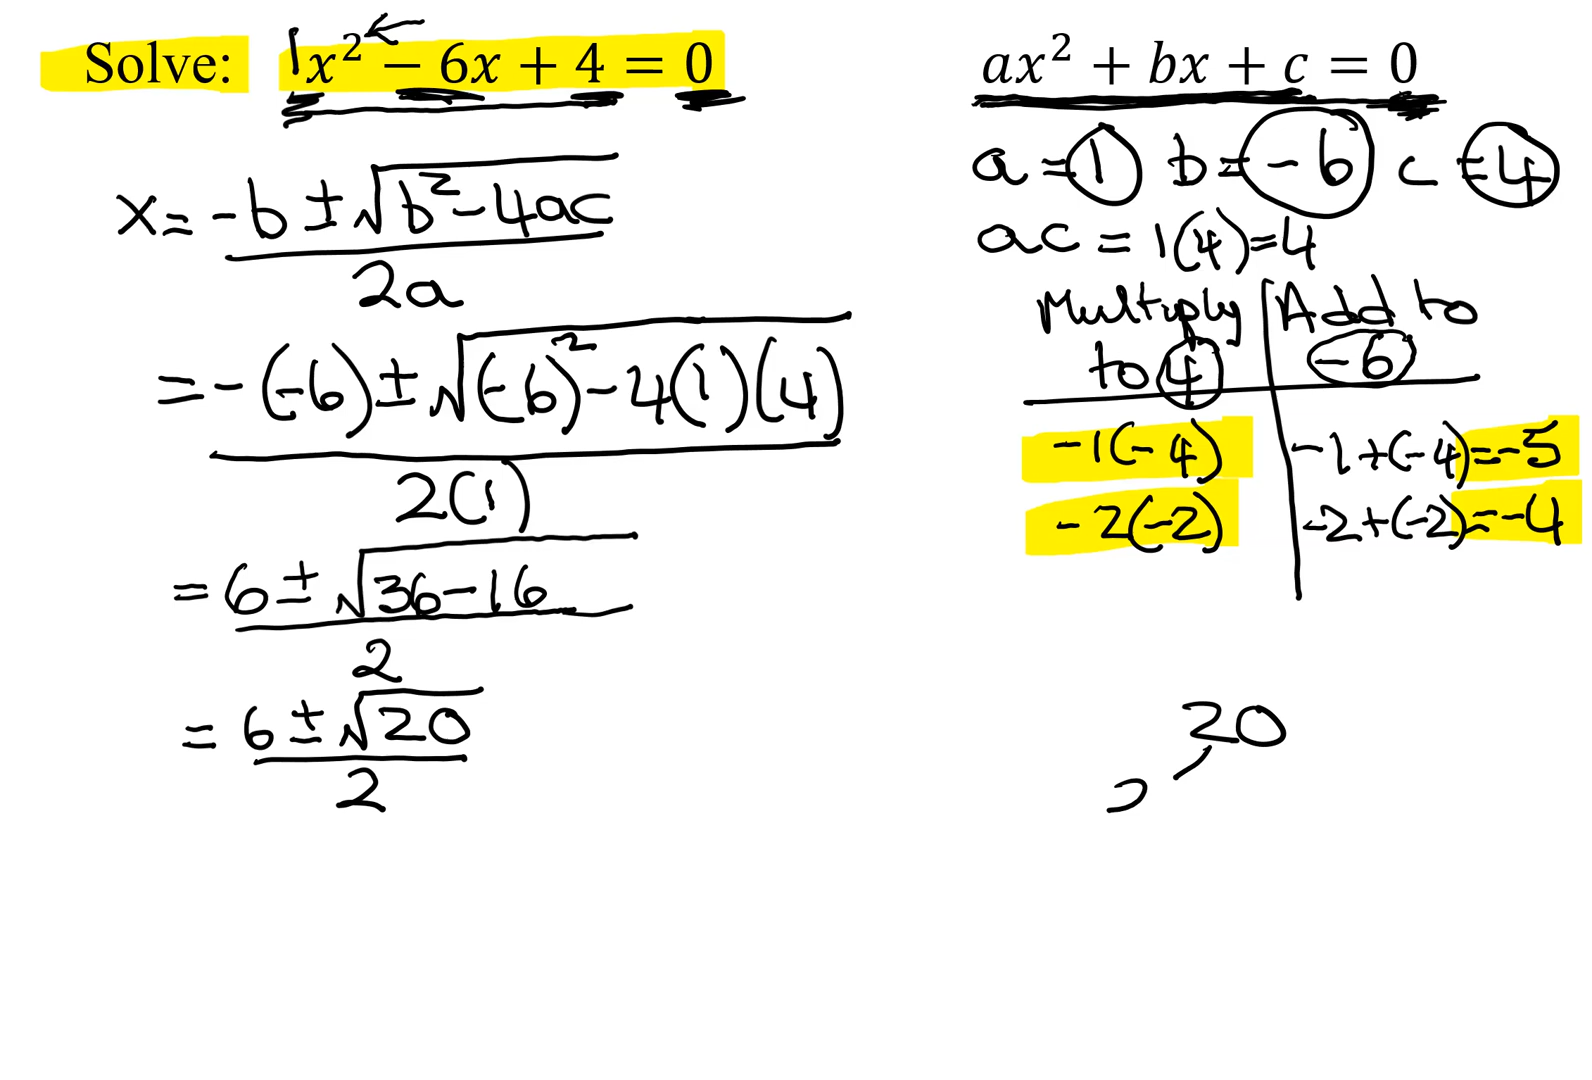 Solve: 1x² − 6x + 4 = 0
x = -b ± √(b² - 4ac) / 2a
= -(-6) ± √((-6)² - 4(1)(4)) / 2(1)
= 6 ± √(36 - 16) / 2
= 6 ± √20 / 2
ax² + bx + c = 0
a = 1 b = -6 c = 4
ac = 1(4) = 4
Multiply to 4 | Add to -6
-1(-4) | -1+(-4) = -5
-2(-2) | -2+(-2) = -4
20
2